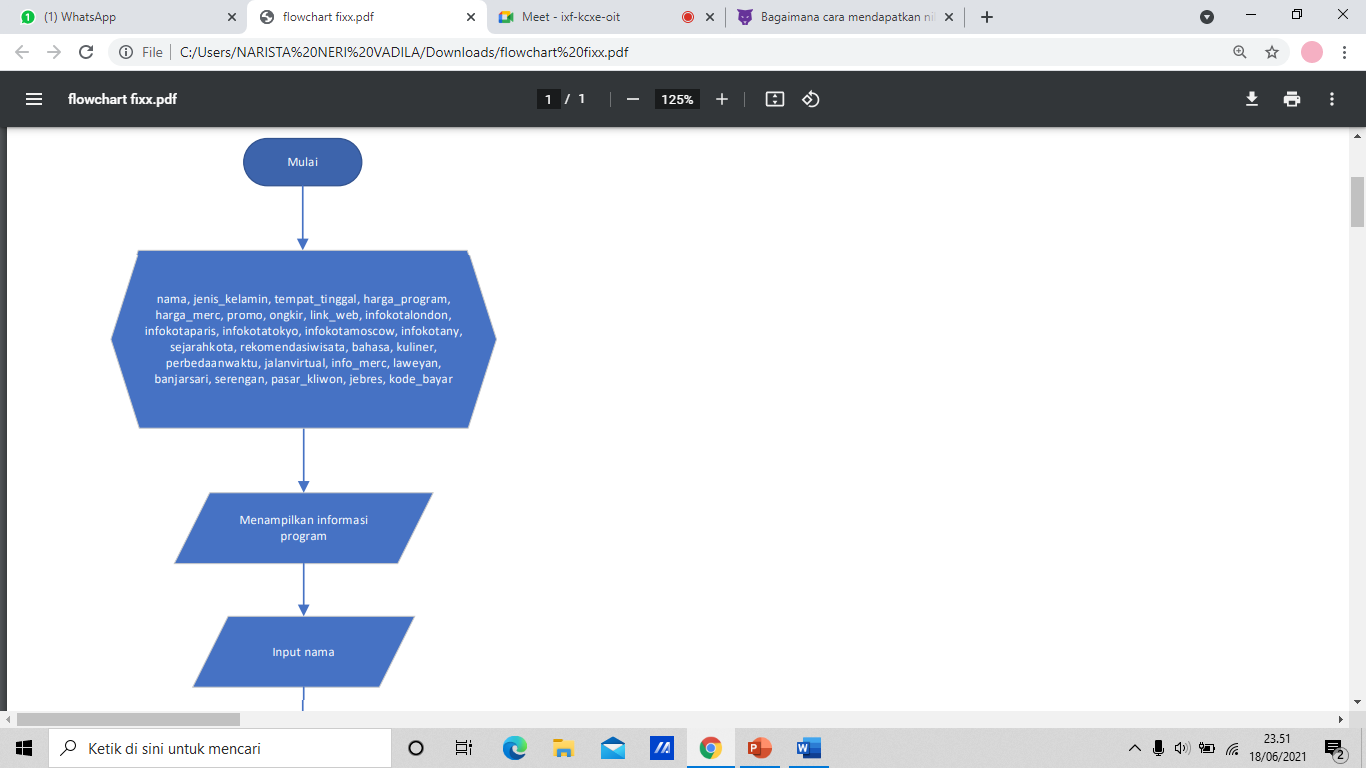 (1) WhatsApp
flowchart fixx.pdf
Meet - ixf-kcxe-oit
Bagaimana cara mendapatkan ni
File
C:/Users/NARISTA%20NERI%20VADILA/Downloads/flowchart%20fixx.pdf
flowchart fixx.pdf
1 / 1
125%
Mulai
nama, jenis_kelamin, tempat_tinggal, harga_program,
harga_merc, promo, ongkir, link_web, infokotalondon,
infokotaparis, infokotatokyo, infokotamoscow, infokotany,
sejarahkota, rekomendasiwisata, bahasa, kuliner,
perbedaanwaktu, jalanvirtual, info_merc, laweyan,
banjarsari, serengan, pasar_kliwon, jebres, kode_bayar
Menampilkan informasi
program
Input nama
Ketik di sini untuk mencari
23.51
18/06/2021
2